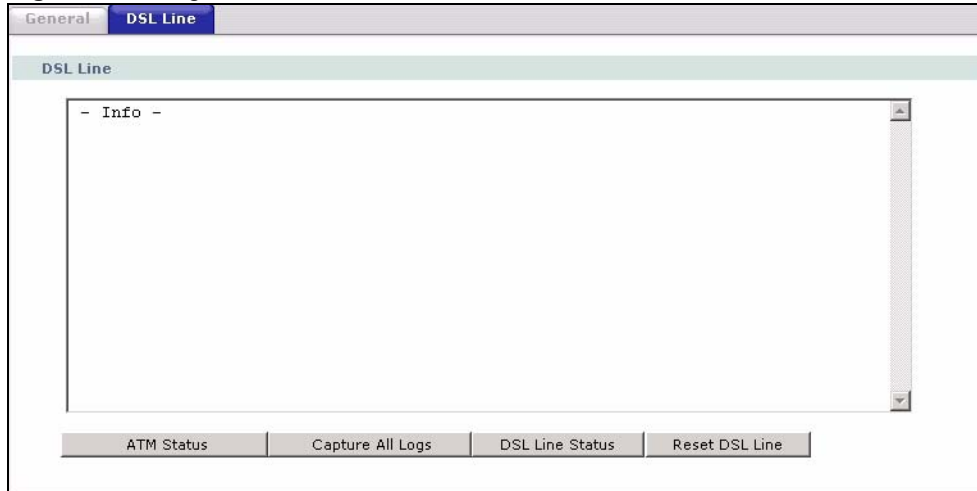 General DSL Line
DSL Line
- Info -
ATM Status Capture All Logs DSL Line Status Reset DSL Line